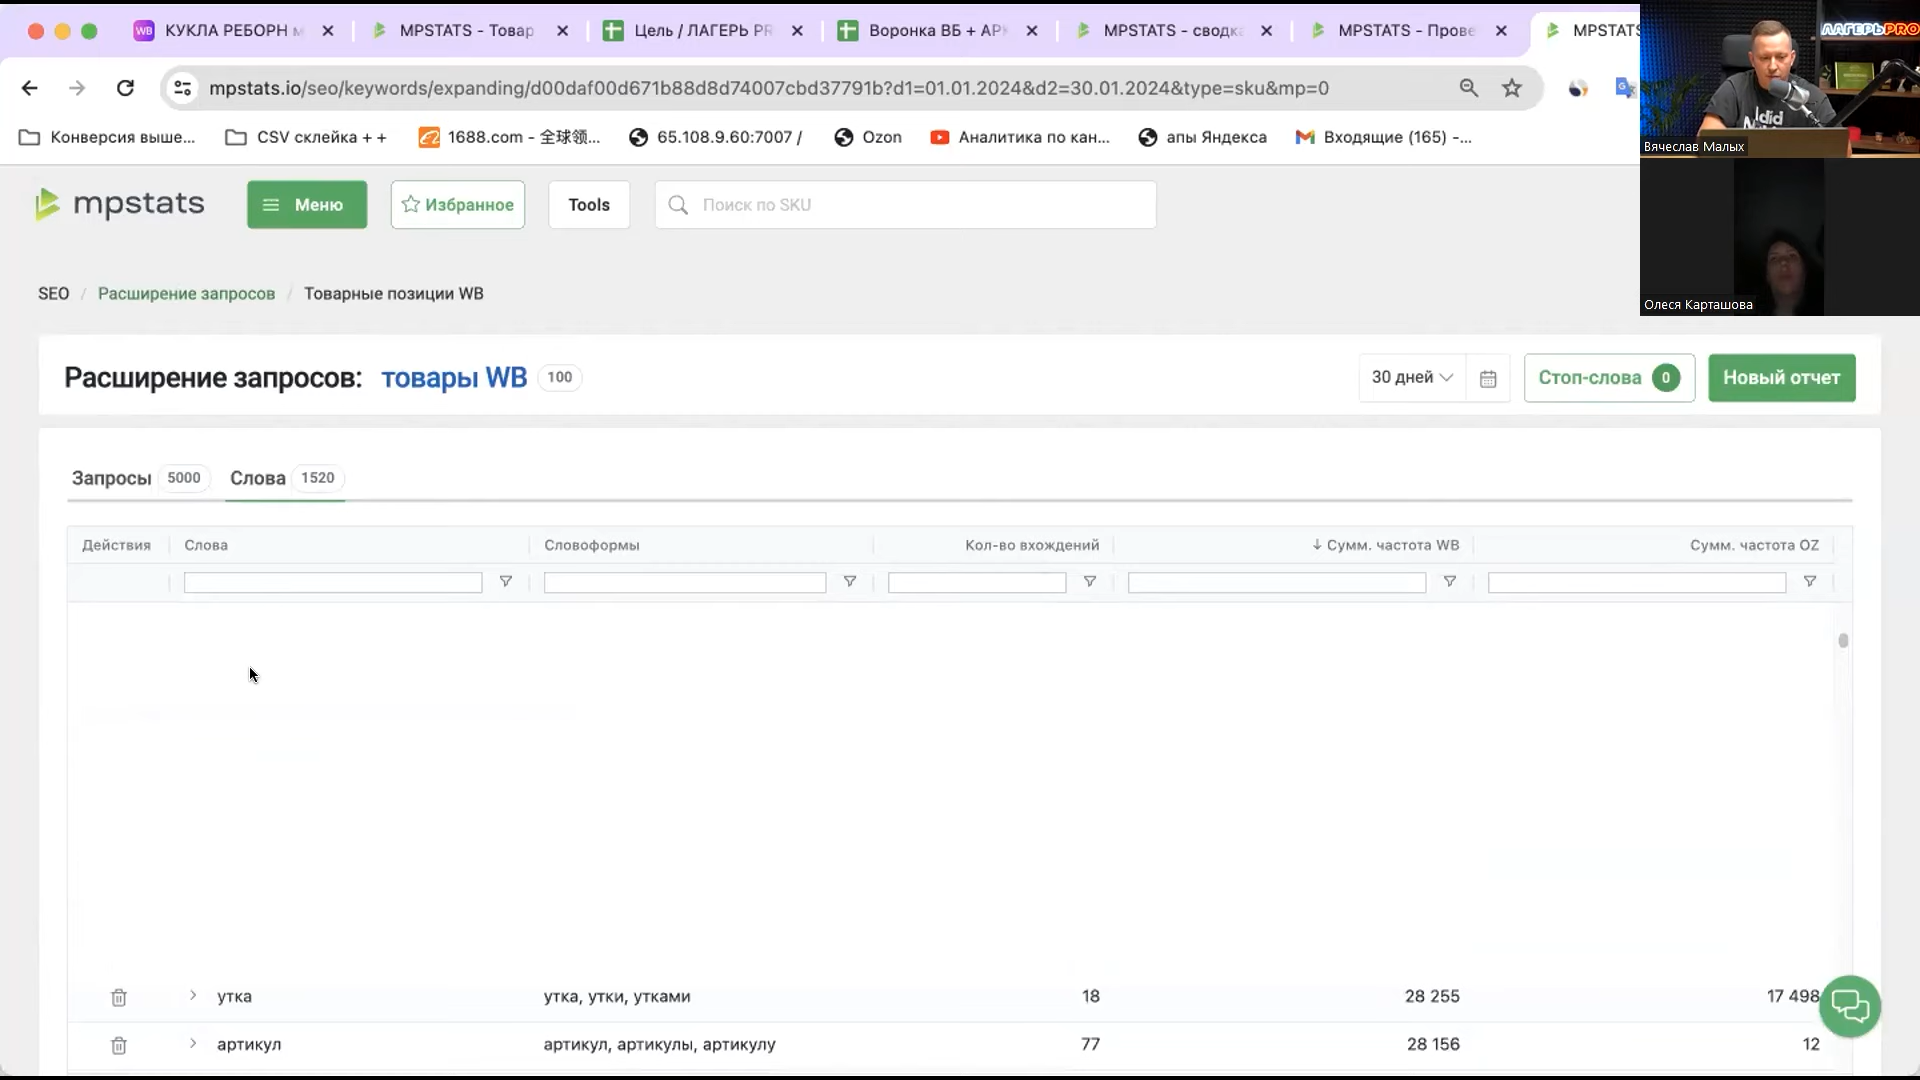 КУКЛА РЕБОРН
MPSTATS - Товар
Цель / ЛАГЕРЬ PR
Воронка ВБ + АР
MPSTATS - сводк
MPSTATS - Прове
MPSTATS
ЛАГЕРЬPRO
mpstats.io/seo/keywords/expanding/d00daf00d671b88d8d74007cbd37791b?d1=01.01.2024&d2=30.01.2024&type=sku&mp=0
Конверсия выше...
CSV склейка + +
1688.com - 全球领...
65.108.9.60:7007 /
Ozon
Аналитика по кан...
апы Яндекса
Входящие (165) -...
I did
Вячеслав Малых
mpstats
Меню
Избранное
Tools
Поиск по SKU
Олеся Карташова
SEO / Расширение запросов / Товарные позиции WB
Расширение запросов: товары WB 100
30 дней
Стоп-слова 0
Новый отчет
Запросы 5000 Слова 1520
Действия Слова Словоформы Кол-во вхождений ↓ Сумм. частота WB Сумм. частота OZ
утка утка, утки, утками 18 28 255 17 498
артикул артикул, артикулы, артикулу 77 28 156 12